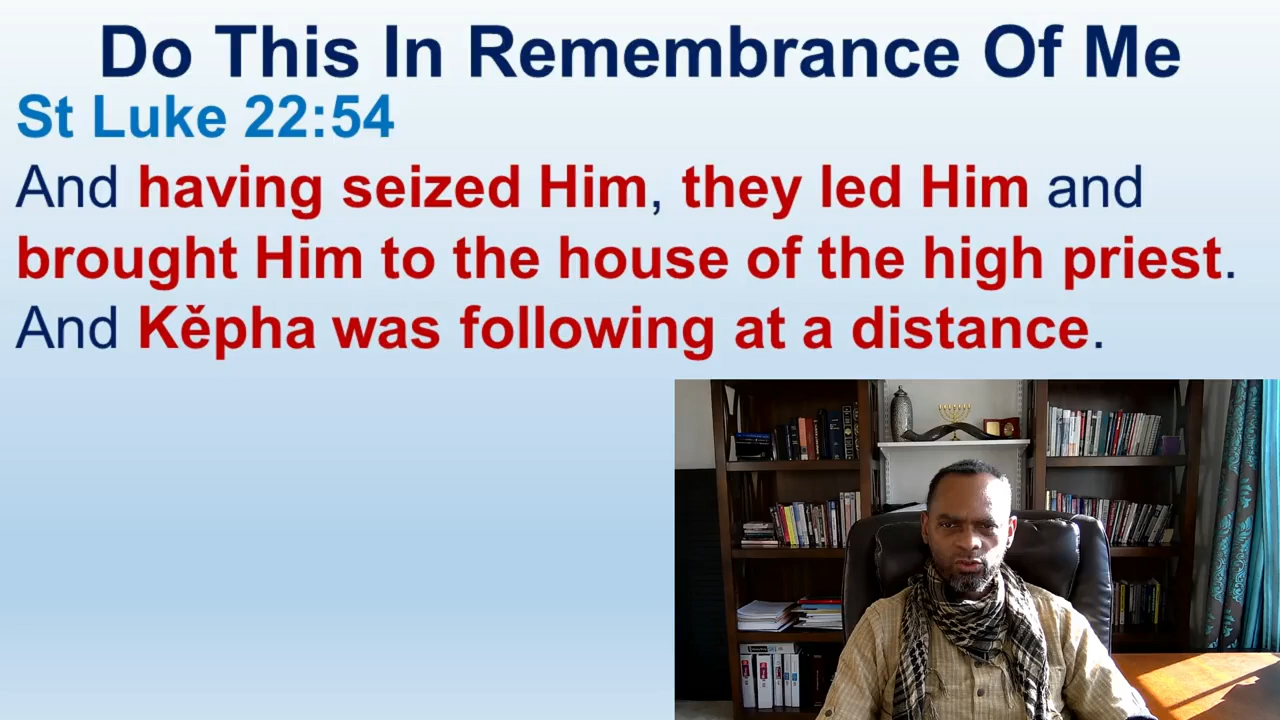 Do This In Remembrance Of Me
St Luke 22:54
And having seized Him, they led Him and
brought Him to the house of the high priest.
And Kěpha was following at a distance.